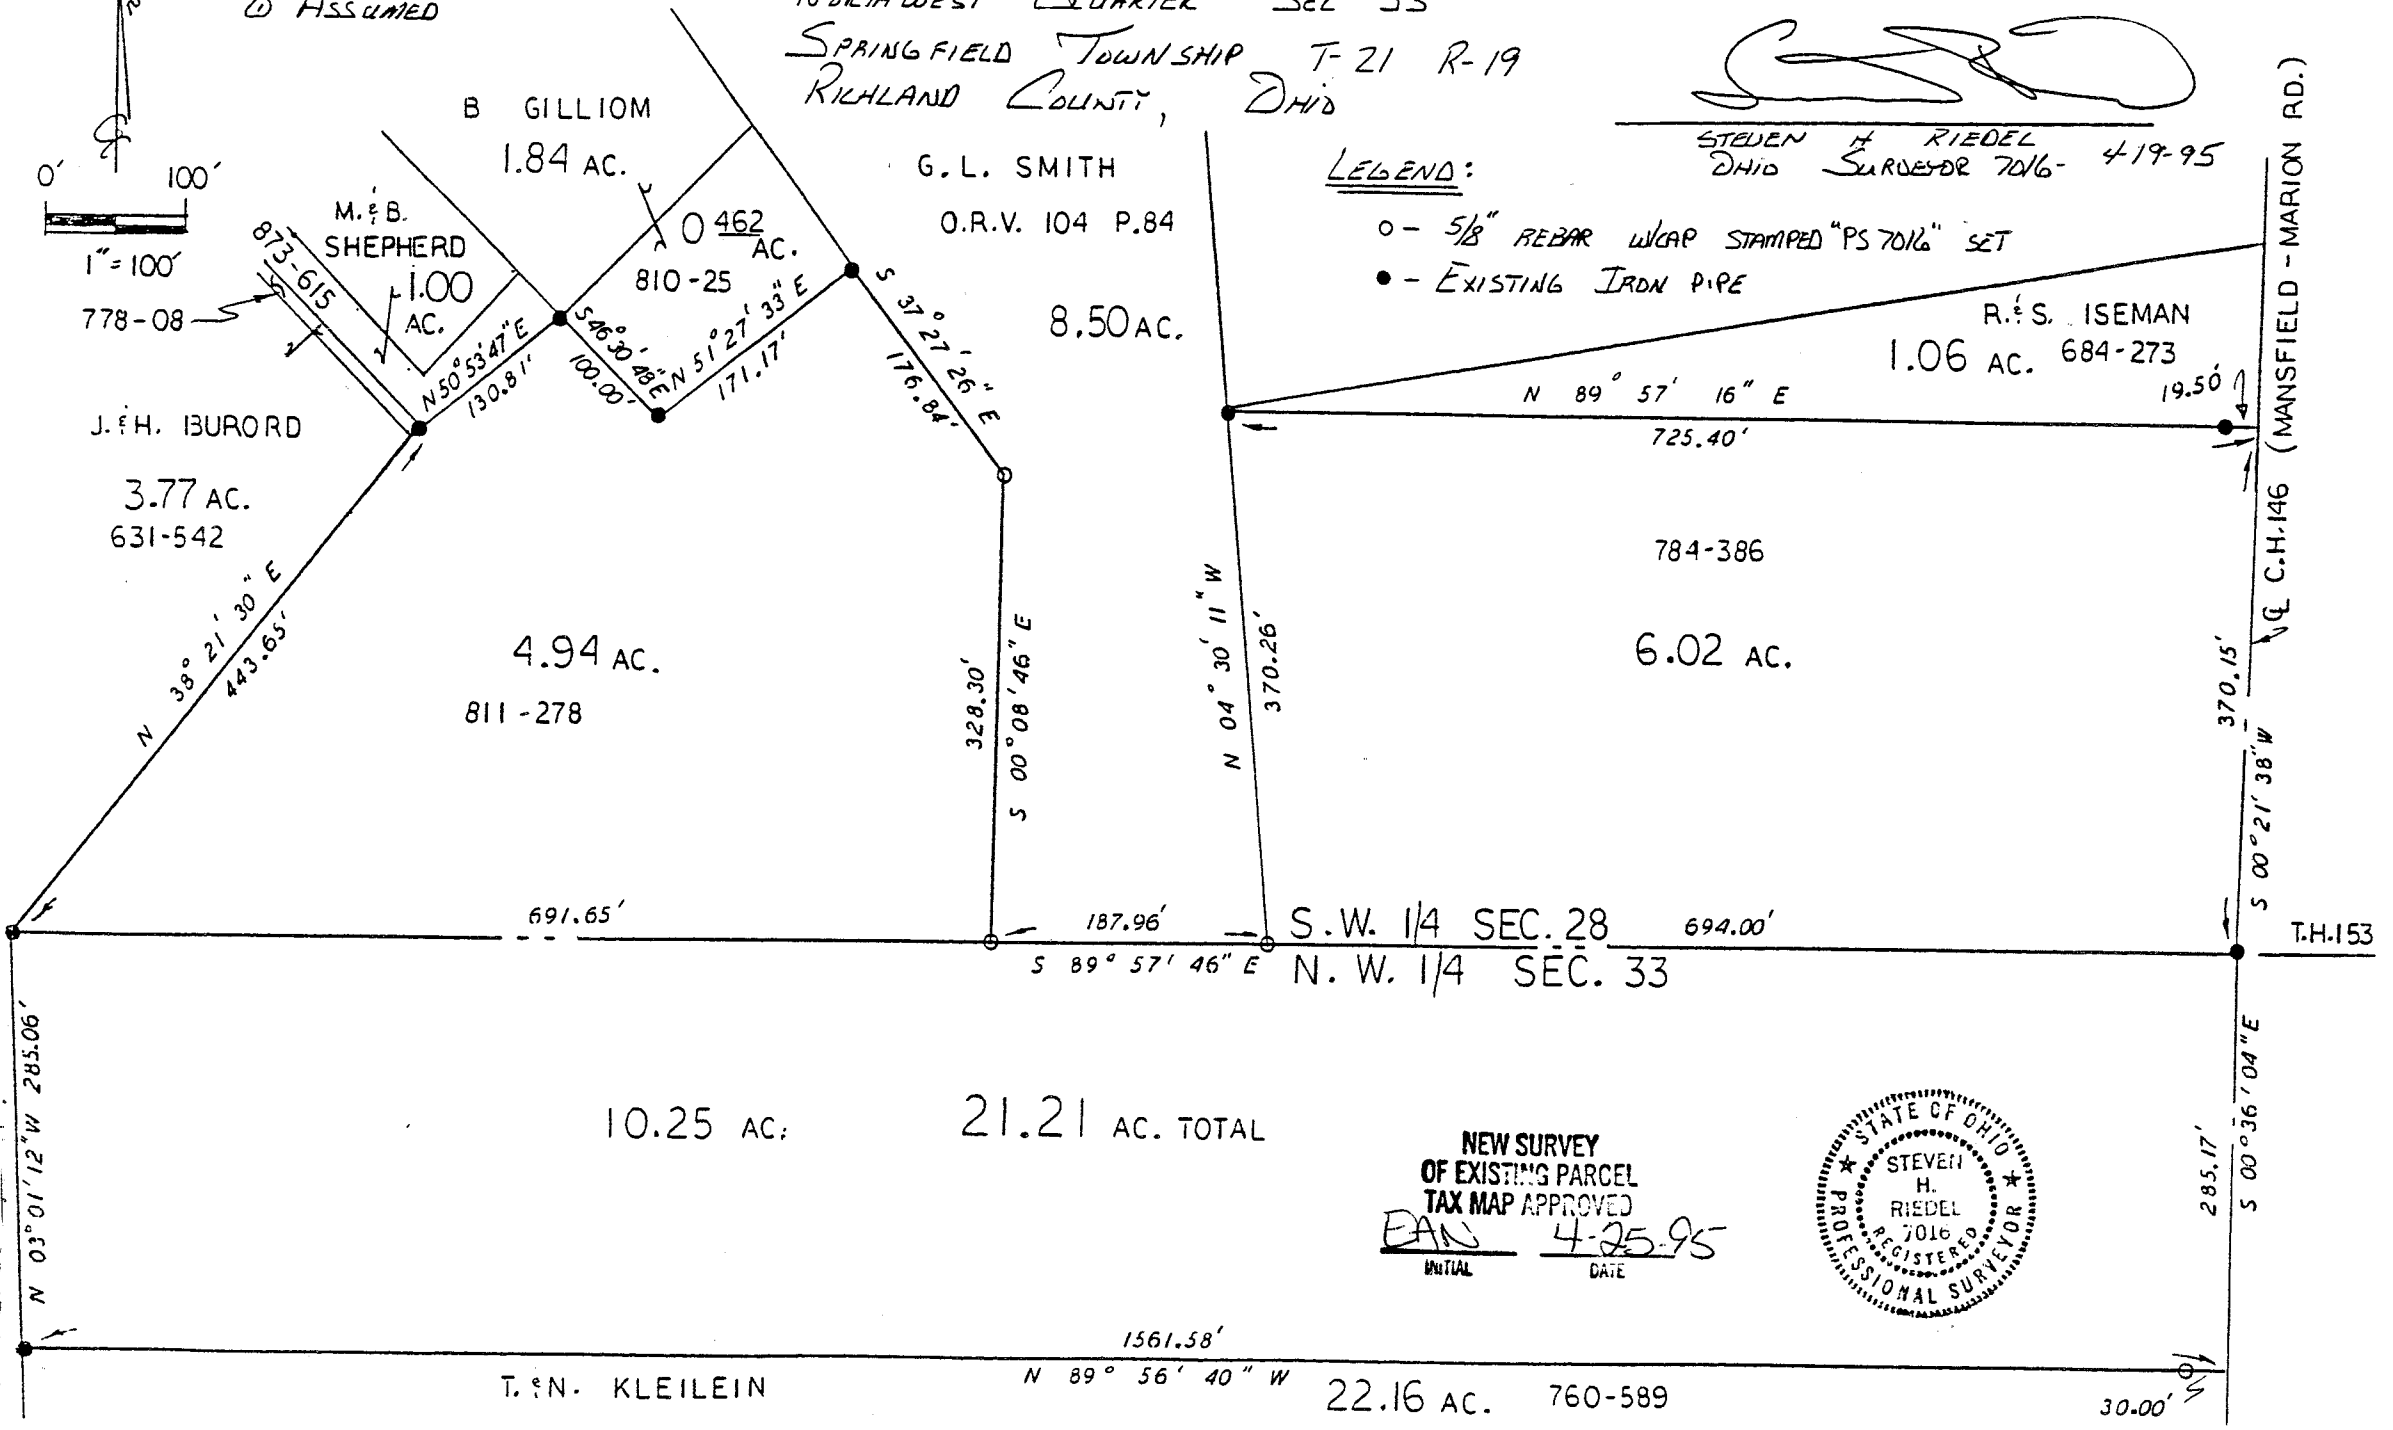 ASSUMED
NORTHWEST QUARTER SEC 33
SPRINGFIELD TOWNSHIP T-21 R-19
RICHLAND COUNTY, OHIO
STEVEN H RIEDEL
OHIO SURVEYOR 7016- 4-19-95
0' 100'
1"=100'
B GILLIOM
1.84 AC.
M. & B.
SHEPHERD
1.00
AC.
873-615
778-08
0 462
AC.
810-25
G. L. SMITH
O.R.V. 104 P.84
8.50 AC.
LEGEND:
○ - 5/8" REBAR W/CAP STAMPED "PS 7016" SET
● - EXISTING IRON PIPE
R. & S. ISEMAN
1.06 AC. 684-273
19.50'
N 89° 57' 16" E
725.40'
℄ C.H.146 (MANSFIELD - MARION RD.)
J. & H. BURORD
3.77 AC.
631-542
N 50° 53' 47" E
130.81'
S 46° 30' 48" E
100.00'
N 51° 27' 33" E
171.17'
S 37° 27' 26" E
176.84'
N 38° 21' 30" E
443.65'
4.94 AC.
811-278
328.30'
S 00° 08' 46" E
N 04° 30' 11" W
370.26'
784-386
6.02 AC.
370.15'
S 00° 21' 38" W
691.65'
187.96'
S 89° 57' 46" E
S.W. 1/4 SEC. 28
694.00'
N. W. 1/4 SEC. 33
T.H.153
N 03° 01' 12" W 285.06'
10.25 AC.
21.21 AC. TOTAL
NEW SURVEY
OF EXISTING PARCEL
TAX MAP APPROVED
EAN 4-25-95
INITIAL DATE
STATE OF OHIO
STEVEN
H.
RIEDEL
7016
REGISTERED
PROFESSIONAL SURVEYOR
285.17'
S 00° 36' 04" E
1561.58'
N 89° 56' 40" W
T. & N. KLEILEIN
22.16 AC. 760-589
30.00'